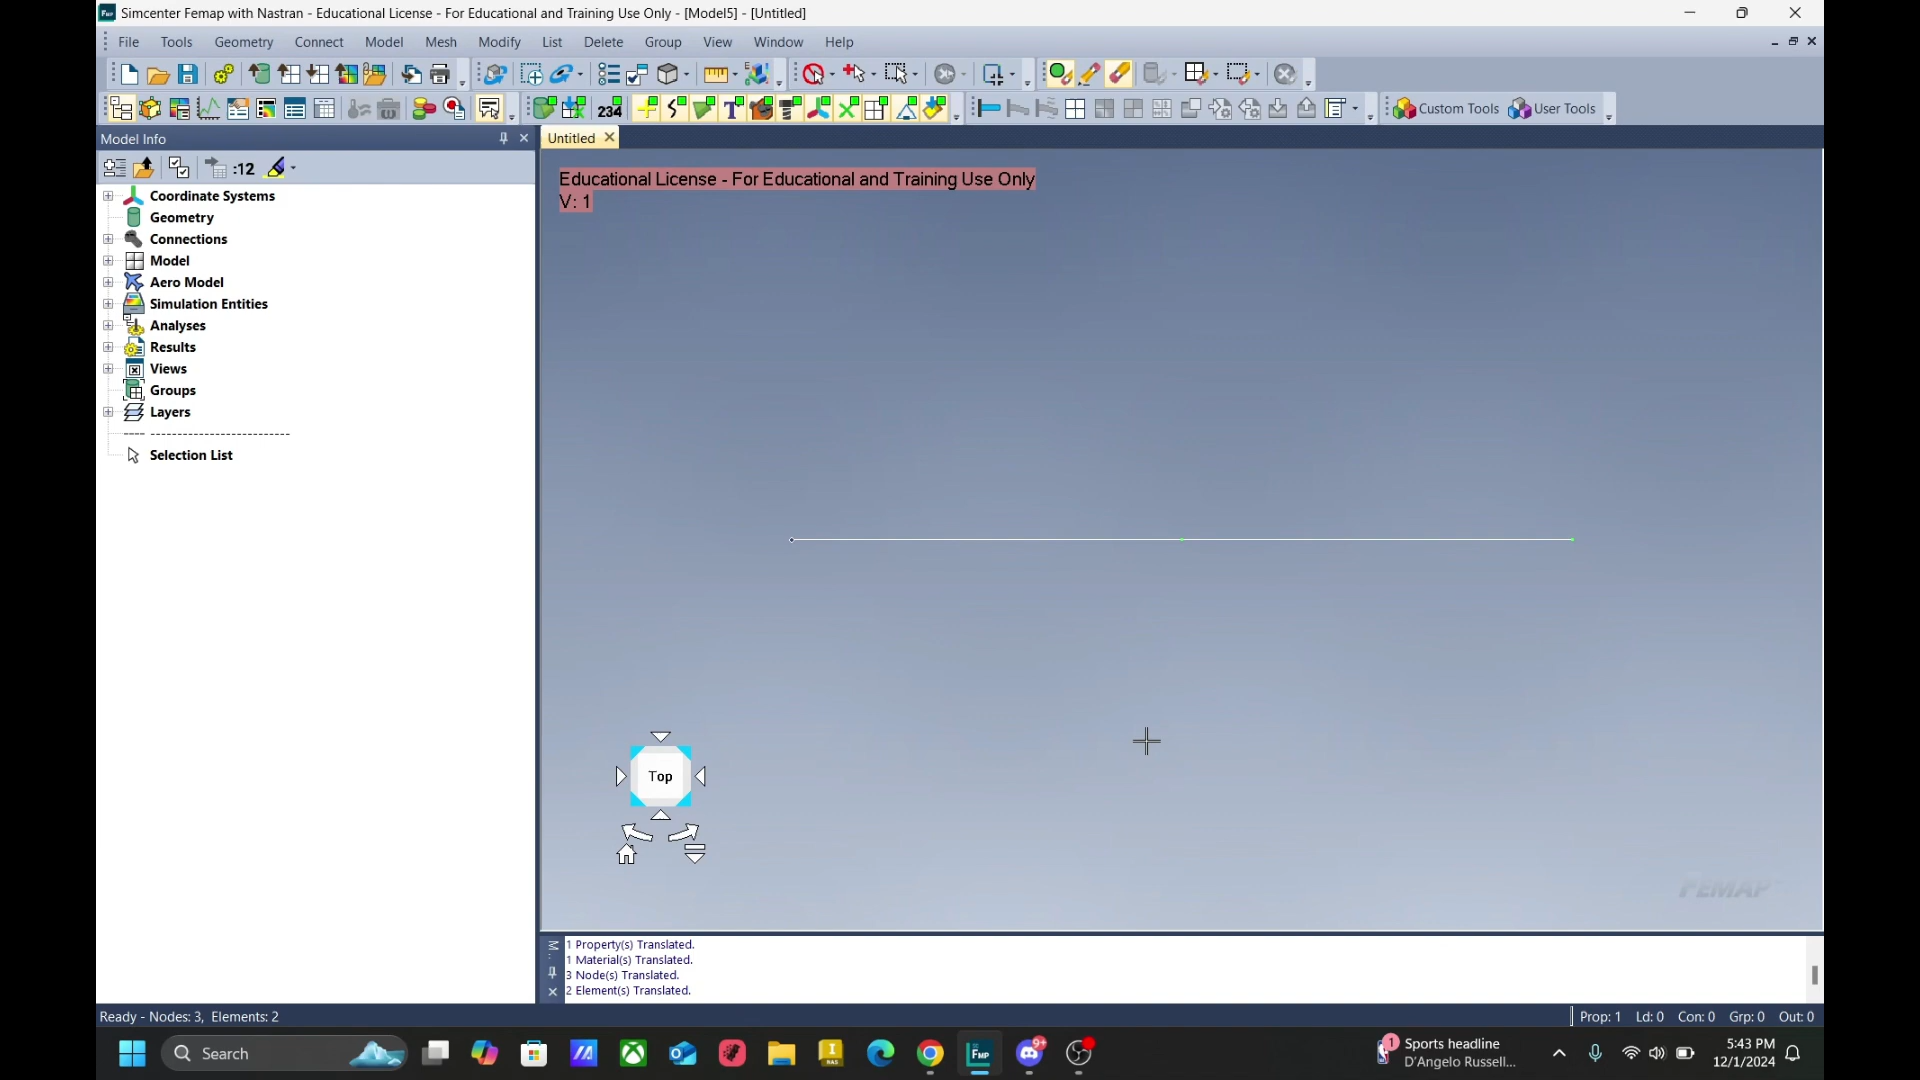 Simcenter Femap with Nastran - Educational License - For Educational and Training Use Only - [Model5] - [Untitled]
File Tools Geometry Connect Model Mesh Modify List Delete Group View Window Help
234 Custom Tools User Tools
Model Info
Untitled
:12
Educational License - For Educational and Training Use Only
V: 1
Coordinate Systems
Geometry
Connections
Model
Aero Model
Simulation Entities
Analyses
Results
Views
Groups
Layers
Selection List
Top
FEMAP
1 Property(s) Translated.
1 Material(s) Translated.
3 Node(s) Translated.
2 Element(s) Translated.
Ready - Nodes: 3, Elements: 2 Prop: 1 Ld: 0 Con: 0 Grp: 0 Out: 0
Search
FMP
1 Sports headline
D'Angelo Russell...
5:43 PM
12/1/2024